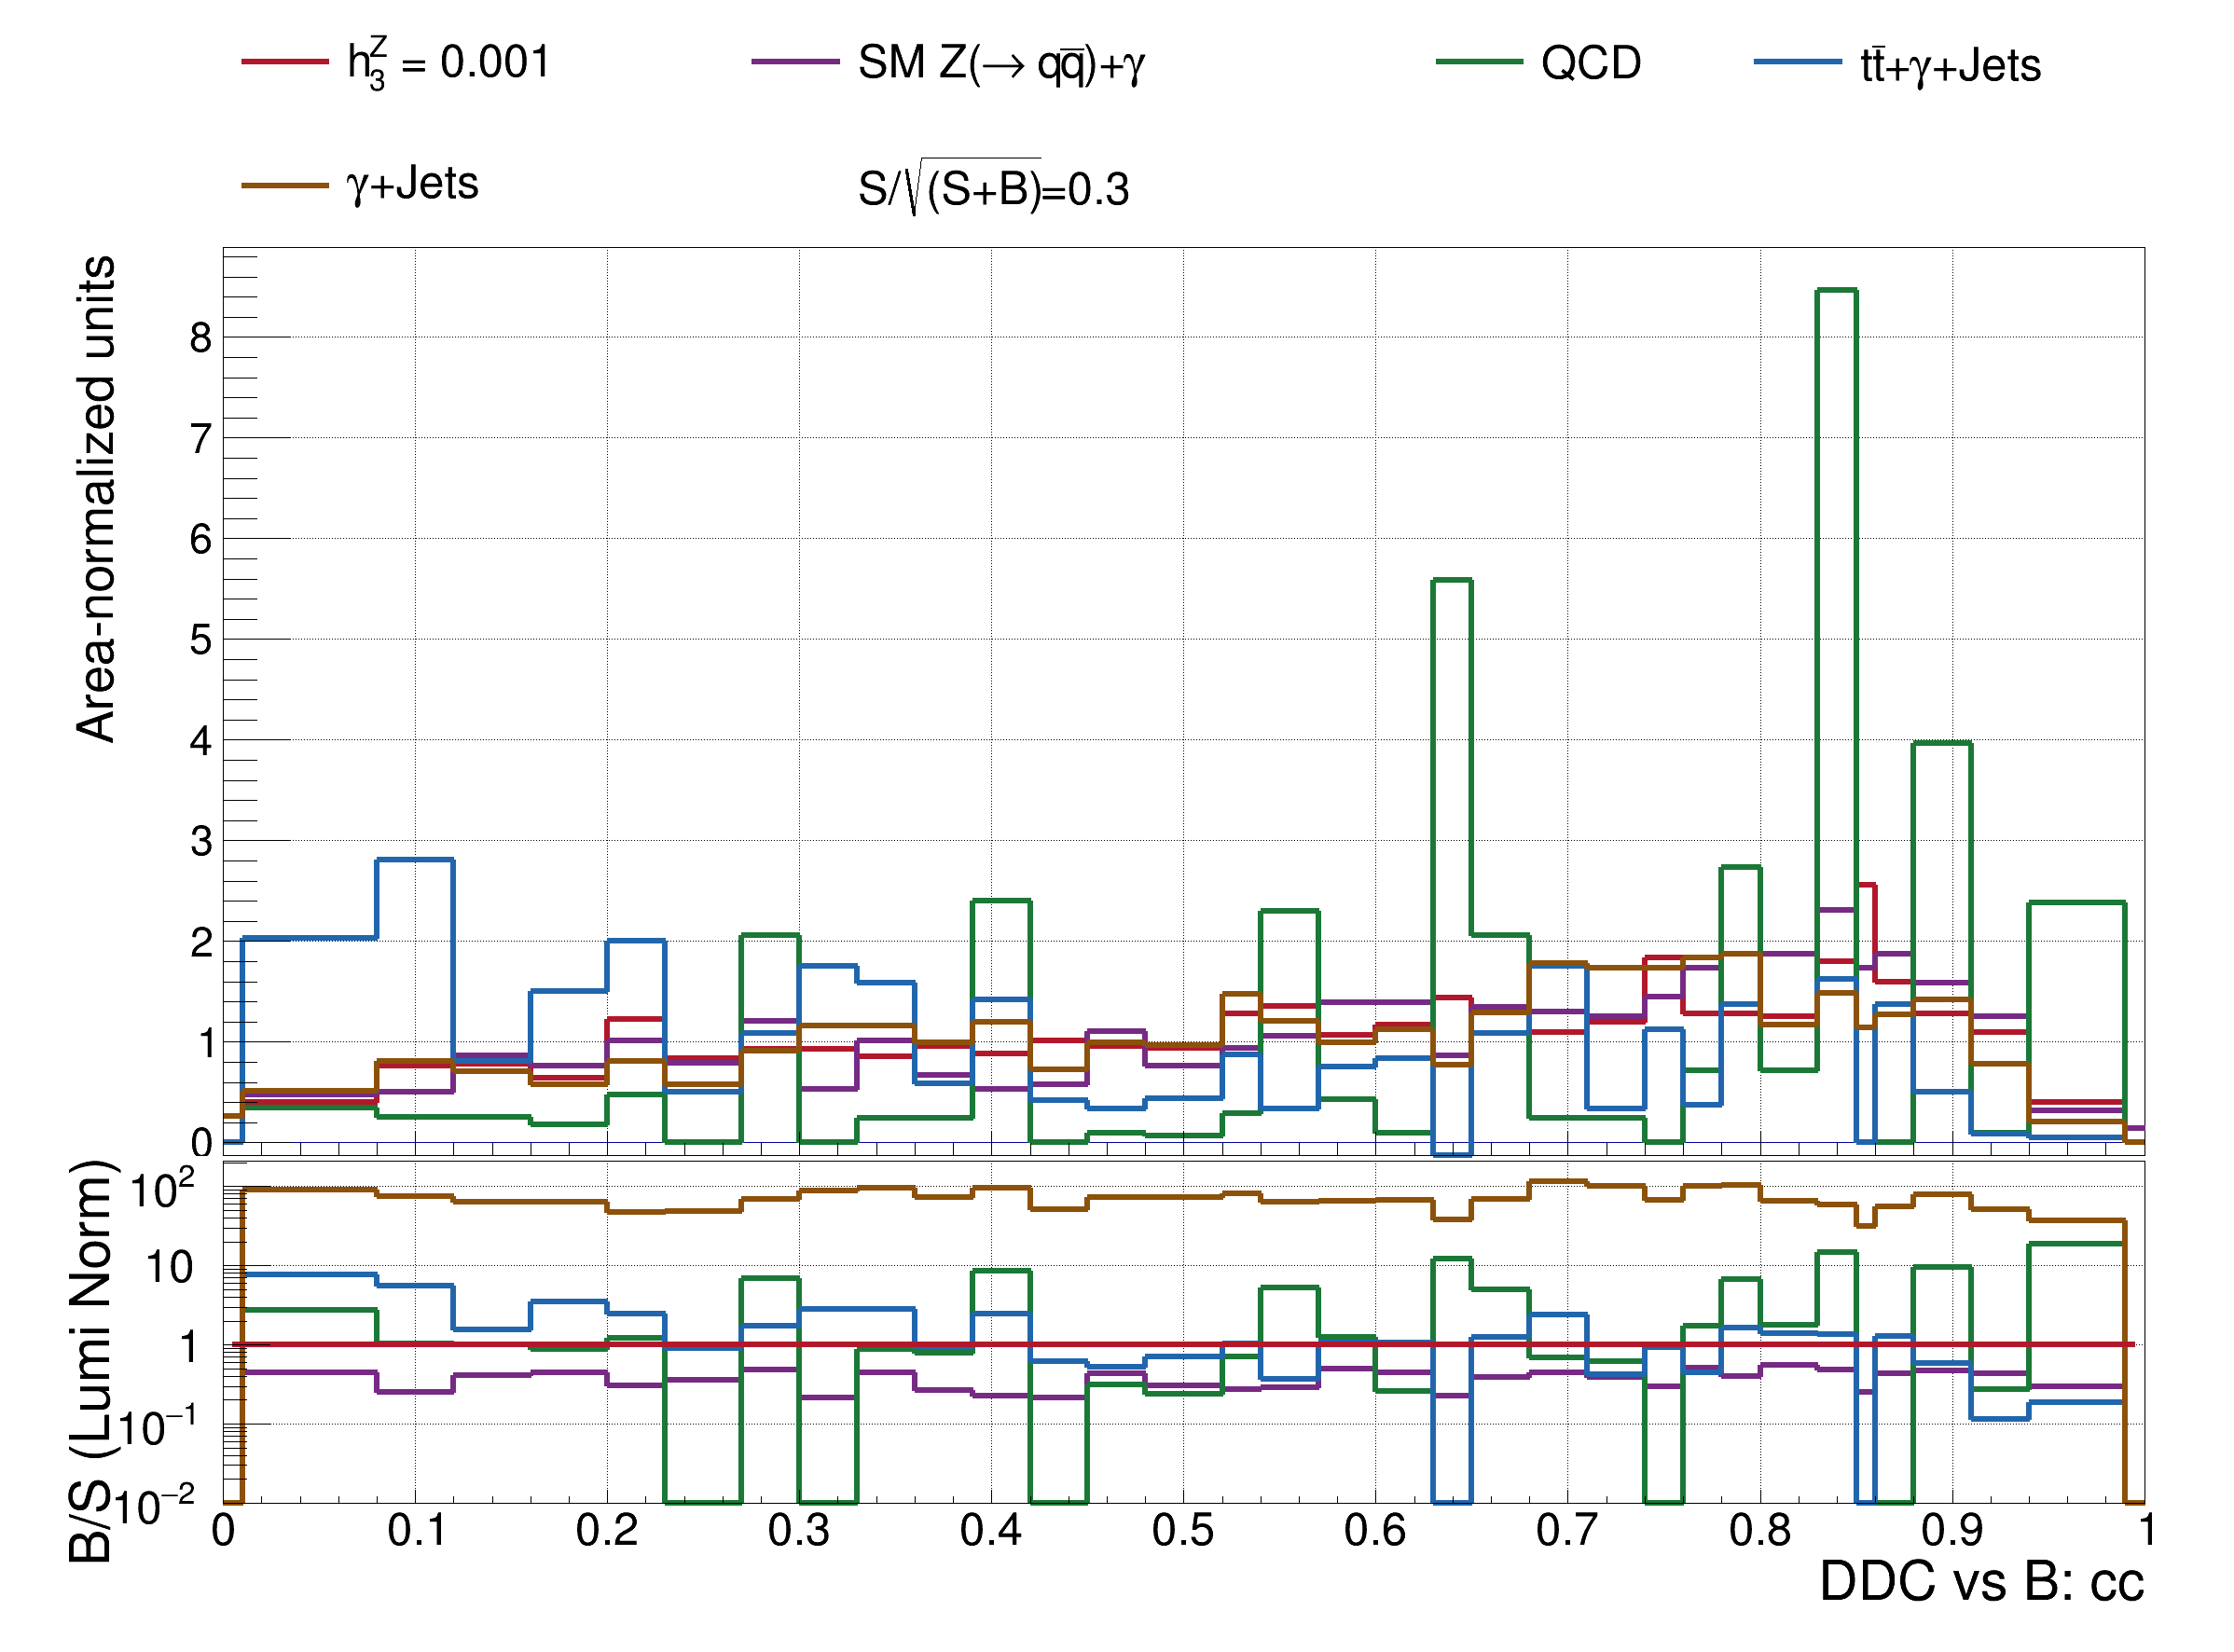 h₃ᶻ = 0.001 SM Z(→ qq̅)+γ QCD tt̅+γ+Jets
γ+Jets S/√(S+B)=0.3
Area-normalized units
8
7
6
5
4
3
2
1
0
B/S (Lumi Norm)
10²
10
1
10⁻¹
10⁻²
0 0.1 0.2 0.3 0.4 0.5 0.6 0.7 0.8 0.9 1
DDC vs B: cc